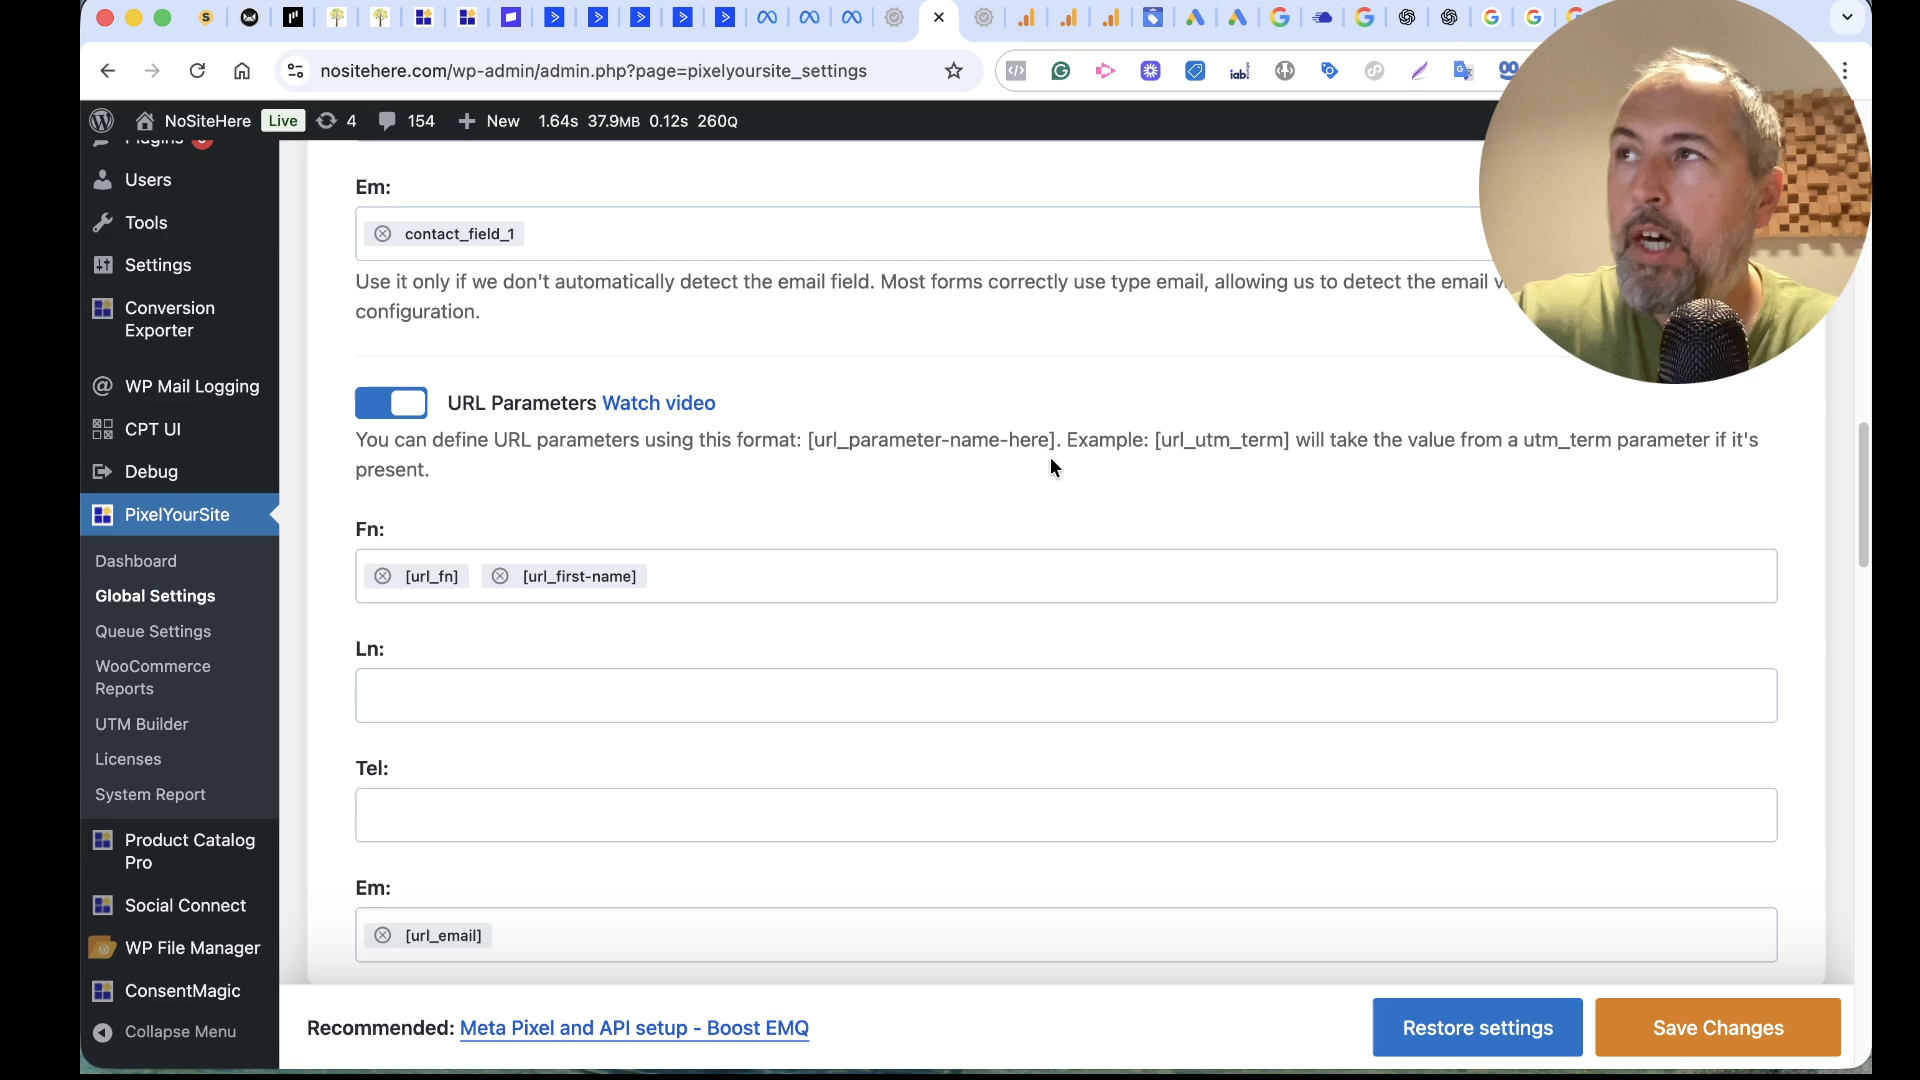 nositehere.com/wp-admin/admin.php?page=pixelyoursite_settings
NoSiteHere Live 4 154 New 1.64s 37.9MB 0.12s 260Q
Plugins
Users
Tools
Settings
Conversion
Exporter
WP Mail Logging
CPT UI
Debug
PixelYourSite
Dashboard
Global Settings
Queue Settings
WooCommerce
Reports
UTM Builder
Licenses
System Report
Product Catalog
Pro
Social Connect
WP File Manager
ConsentMagic
Collapse Menu
Em:
contact_field_1
Use it only if we don't automatically detect the email field. Most forms correctly use type email, allowing us to detect the email
configuration.
URL Parameters Watch video
You can define URL parameters using this format: [url_parameter-name-here]. Example: [url_utm_term] will take the value from a utm_term parameter if it's
present.
Fn:
[url_fn] [url_first-name]
Ln:
Tel:
Em:
[url_email]
Recommended: Meta Pixel and API setup - Boost EMQ
Restore settings
Save Changes